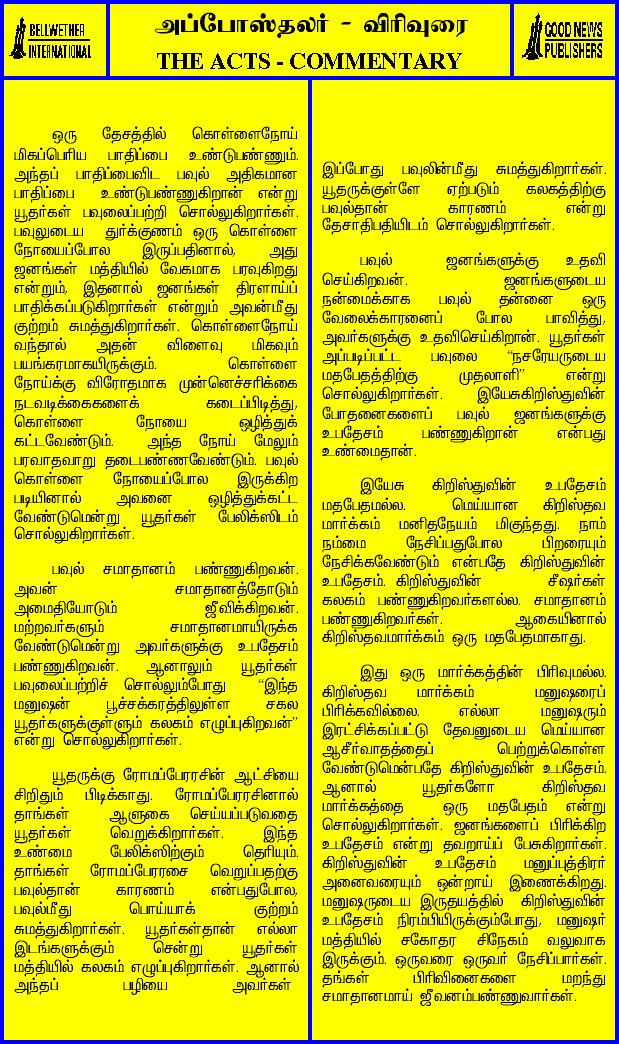 BELLWETHER
INTERNATIONAL
அப்போஸ்தலர் - விரிவுரை
THE ACTS - COMMENTARY
GOOD NEWS
PUBLISHERS
ஒரு தேசத்தில் கொள்ளைநோய்
மிகப்பெரிய பாதிப்பை உண்டுபண்ணும்.
அந்தப் பாதிப்பைவிட பவுல் அதிகமான
பாதிப்பை உண்டுபண்ணுகிறான் என்று
யூதர்கள் பவுலைப்பற்றி சொல்லுகிறார்கள்.
பவுலுடைய துர்க்குணம் ஒரு கொள்ளை
நோயைப்போல இருப்பதினால், அது
ஜனங்கள் மத்தியில் வேகமாக பரவுகிறது
என்றும், இதனால் ஜனங்கள் திரளாய்ப்
பாதிக்கப்படுகிறார்கள் என்றும் அவன்மீது
குற்றம் சுமத்துகிறார்கள். கொள்ளைநோய்
வந்தால் அதன் விளைவு மிகவும்
பயங்கரமாகயிருக்கும். கொள்ளை
நோய்க்கு விரோதமாக முன்னெச்சரிக்கை
நடவடிக்கைகளைக் கடைப்பிடித்து,
கொள்ளை நோயை ஒழித்துக்
கட்டவேண்டும். அந்த நோய் மேலும்
பரவாதவாறு தடைபண்ணவேண்டும். பவுல்
கொள்ளை நோயைப்போல இருக்கிற
படியினால் அவனை ஒழித்துக்கட்ட
வேண்டுமென்று யூதர்கள் பேலிக்ஸிடம்
சொல்லுகிறார்கள்.
பவுல் சமாதானம் பண்ணுகிறவன்.
அவன் சமாதானத்தோடும்
அமைதியோடும் ஜீவிக்கிறவன்.
மற்றவர்களும் சமாதானமாயிருக்க
வேண்டுமென்று அவர்களுக்கு உபதேசம்
பண்ணுகிறவன். ஆனாலும் யூதர்கள்
பவுலைப்பற்றிச் சொல்லும்போது “இந்த
மனுஷன் பூச்சக்கரத்திலுள்ள சகல
யூதர்களுக்குள்ளும் கலகம் எழுப்புகிறவன்”
என்று சொல்லுகிறார்கள்.
யூதருக்கு ரோமப்பேரரசின் ஆட்சியை
சிறிதும் பிடிக்காது. ரோமப்பேரரசினால்
தாங்கள் ஆளுகை செய்யப்படுவதை
யூதர்கள் வெறுக்கிறார்கள். இந்த
உண்மை பேலிக்ஸிற்கும் தெரியும்.
தாங்கள் ரோமப்பேரரசை வெறுப்பதற்கு
பவுல்தான் காரணம் என்பதுபோல,
பவுல்மீது பொய்யாக் குற்றம்
சுமத்துகிறார்கள். யூதர்கள்தான் எல்லா
இடங்களுக்கும் சென்று யூதர்கள்
மத்தியில் கலகம் எழுப்புகிறார்கள். ஆனால்
அந்தப் பழியை அவர்கள்
இப்போது பவுலின்மீது சுமத்துகிறார்கள்.
யூதருக்குள்ளே ஏற்படும் கலகத்திற்கு
பவுல்தான் காரணம் என்று
தேசாதிபதியிடம் சொல்லுகிறார்கள்.
பவுல் ஜனங்களுக்கு உதவி
செய்கிறவன். ஜனங்களுடைய
நன்மைக்காக பவுல் தன்னை ஒரு
வேலைக்காரனைப் போல பாவித்து,
அவர்களுக்கு உதவிசெய்கிறான். யூதர்கள்
அப்படிப்பட்ட பவுலை “நசரேயருடைய
மதபேதத்திற்கு முதலாளி” என்று
சொல்லுகிறார்கள். இயேசுகிறிஸ்துவின்
போதனைகளைப் பவுல் ஜனங்களுக்கு
உபதேசம் பண்ணுகிறான் என்பது
உண்மைதான்.
இயேசு கிறிஸ்துவின் உபதேசம்
மதபேதமல்ல. மெய்யான கிறிஸ்தவ
மார்க்கம் மனிதநேயம் மிகுந்தது. நாம்
நம்மை நேசிப்பதுபோல பிறரையும்
நேசிக்கவேண்டும் என்பதே கிறிஸ்துவின்
உபதேசம். கிறிஸ்துவின் சீஷர்கள்
கலகம் பண்ணுகிறவர்களல்ல. சமாதானம்
பண்ணுகிறவர்கள். ஆகையினால்
கிறிஸ்தவமார்க்கம் ஒரு மதபேதமாகாது.
இது ஒரு மார்க்கத்தின் பிரிவுமல்ல.
கிறிஸ்தவ மார்க்கம் மனுஷரைப்
பிரிக்கவில்லை. எல்லா மனுஷரும்
இரட்சிக்கப்பட்டு தேவனுடைய மெய்யான
ஆசீர்வாதத்தைப் பெற்றுக்கொள்ள
வேண்டுமென்பதே கிறிஸ்துவின் உபதேசம்.
ஆனால் யூதர்களோ கிறிஸ்தவ
மார்க்கத்தை ஒரு மதபேதம் என்று
சொல்லுகிறார்கள். ஜனங்களைப் பிரிக்கிற
உபதேசம் என்று தவறாய்ப் பேசுகிறார்கள்.
கிறிஸ்துவின் உபதேசம் மனுப்புத்திரர்
அனைவரையும் ஒன்றாய் இணைக்கிறது.
மனுஷருடைய இருதயத்தில் கிறிஸ்துவின்
உபதேசம் நிரம்பியிருக்கும்போது, மனுஷர்
மத்தியில் சகோதர சிநேகம் வலுவாக
இருக்கும். ஒருவரை ஒருவர் நேசிப்பார்கள்.
தங்கள் பிரிவினைகளை மறந்து
சமாதானமாய் ஜீவனம்பண்ணுவார்கள்.